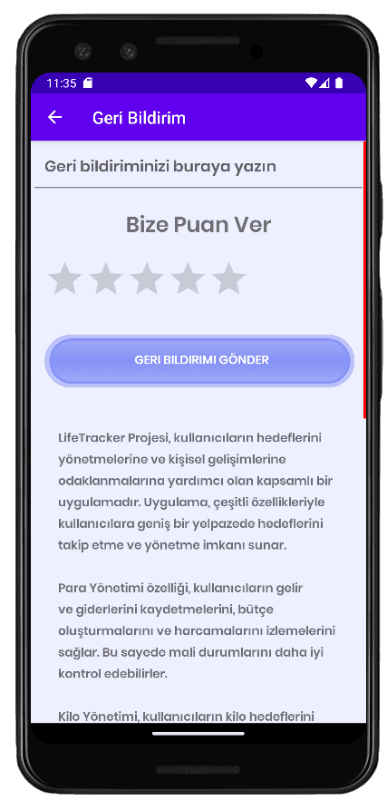 11:35
Geri Bildirim
Geri bildiriminizi buraya yazın
Bize Puan Ver
GERI BILDIRIMI GÖNDER
LifeTracker Projesi, kullanıcıların hedeflerini
yönetmelerine ve kişisel gelişimlerine
odaklanmalarına yardımcı olan kapsamlı bir
uygulamadır. Uygulama, çeşitli özellikleriyle
kullanıcılara geniş bir yelpazede hedeflerini
takip etme ve yönetme imkanı sunar.
Para Yönetimi özelliği, kullanıcıların gelir
ve giderlerini kaydetmelerini, bütçe
oluşturmalarını ve harcamalarını izlemelerini
sağlar. Bu sayede mali durumlarını daha iyi
kontrol edebilirler.
Kilo Yönetimi, kullanıcıların kilo hedeflerini